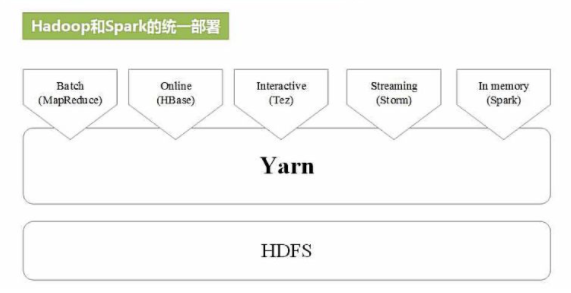 Hadoop和Spark的统一部署
Batch
(MapReduce)
Online
(HBase)
Interactive
(Tez)
Streaming
(Storm)
In memory
(Spark)
Yarn
HDFS